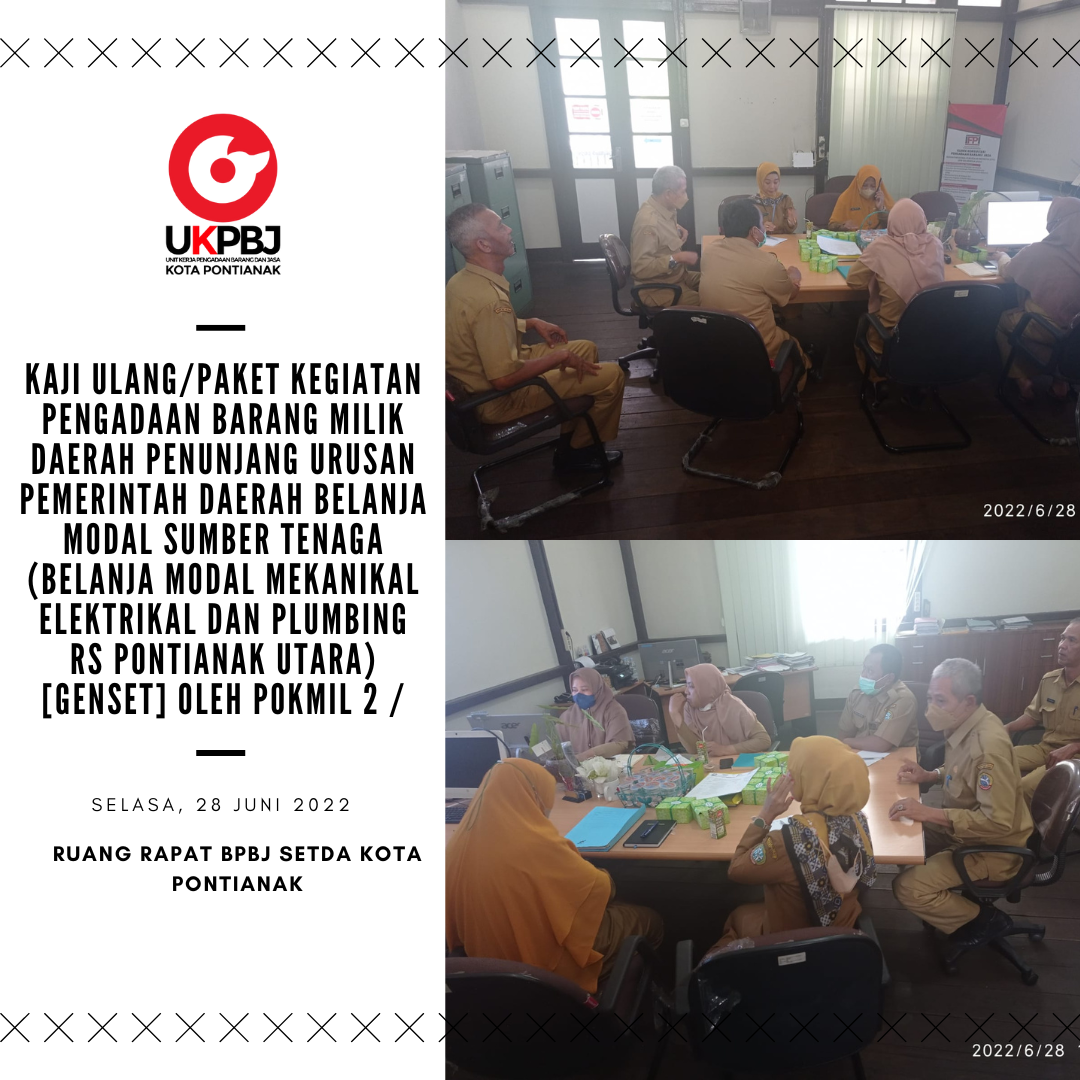 UKPBJ
UNIT KERJA PENGADAAN BARANG DAN JASA
KOTA PONTIANAK
KAJI ULANG/PAKET KEGIATAN
PENGADAAN BARANG MILIK
DAERAH PENUNJANG URUSAN
PEMERINTAH DAERAH BELANJA
MODAL SUMBER TENAGA
(BELANJA MODAL MEKANIKAL
ELEKTRIKAL DAN PLUMBING
RS PONTIANAK UTARA)
[GENSET] OLEH POKMIL 2 /
SELASA, 28 JUNI 2022
RUANG RAPAT BPBJ SETDA KOTA
PONTIANAK
2022/6/28
2022/6/28